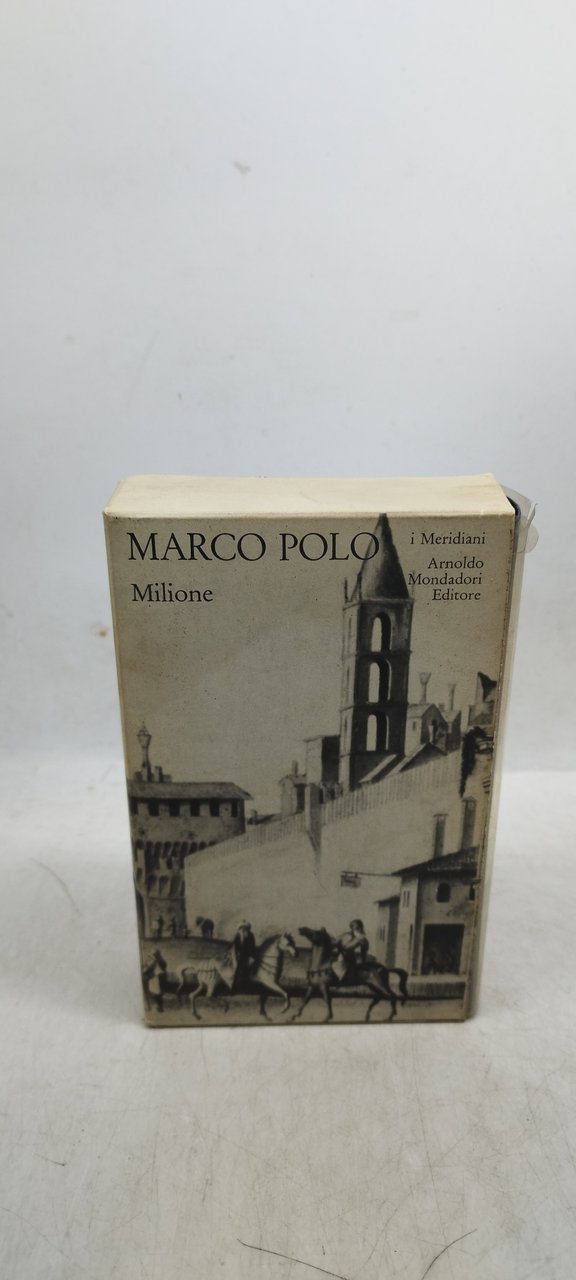 MARCO POLO
Milione
i Meridiani
Arnoldo
Mondadori
Editore